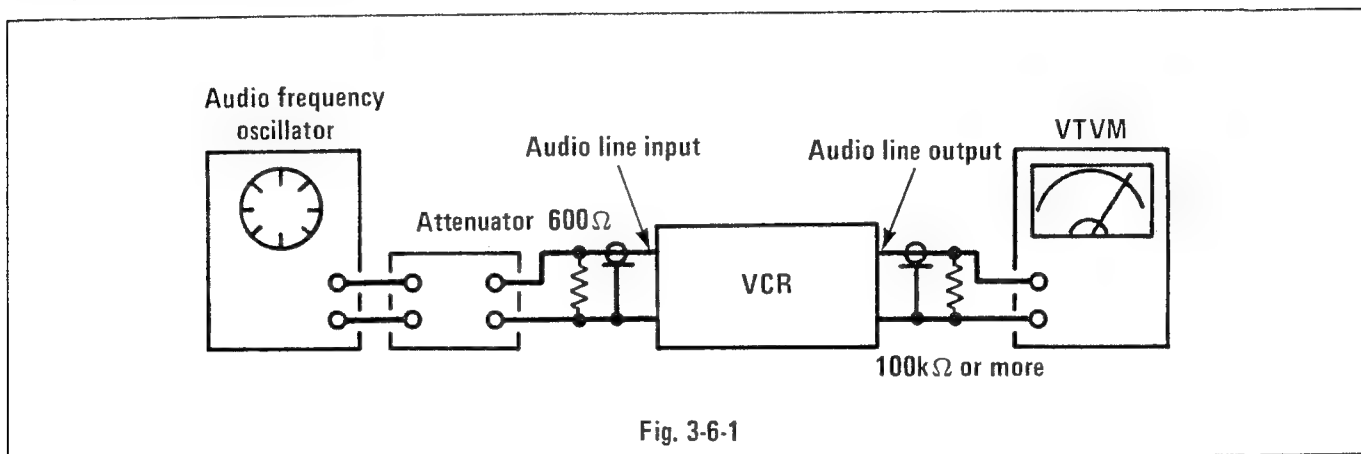 Audio frequency
oscillator
Audio line input
Audio line output
VTVM
Attenuator 600Ω
VCR
100kΩ or more
Fig. 3-6-1